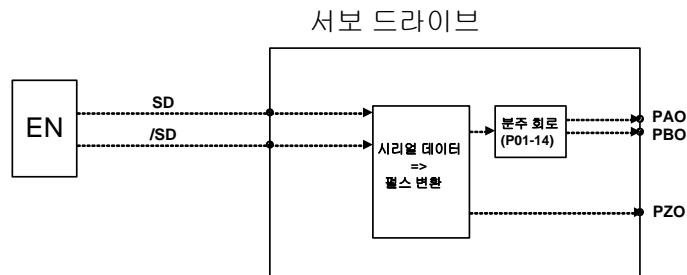 서보 드라이브
EN
SD
/SD
시리얼 데이터
=>
펄스 변환
분주 회로
(P01-14)
PAO
PBO
PZO